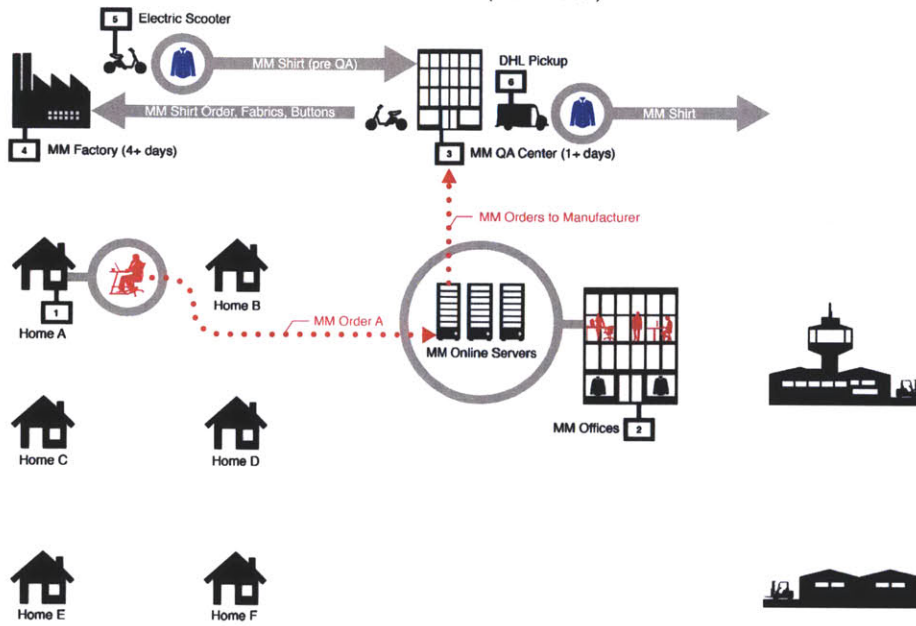 5
Electric Scooter
MM Shirt (pre QA)
DHL Pickup
6
MM Shirt Order, Fabrics, Buttons
MM Shirt
4
MM Factory (4+ days)
3
MM QA Center (1+ days)
MM Orders to Manufacturer
1
Home A
Home B
MM Order A
MM Online Servers
MM Offices
2
Home C
Home D
Home E
Home F